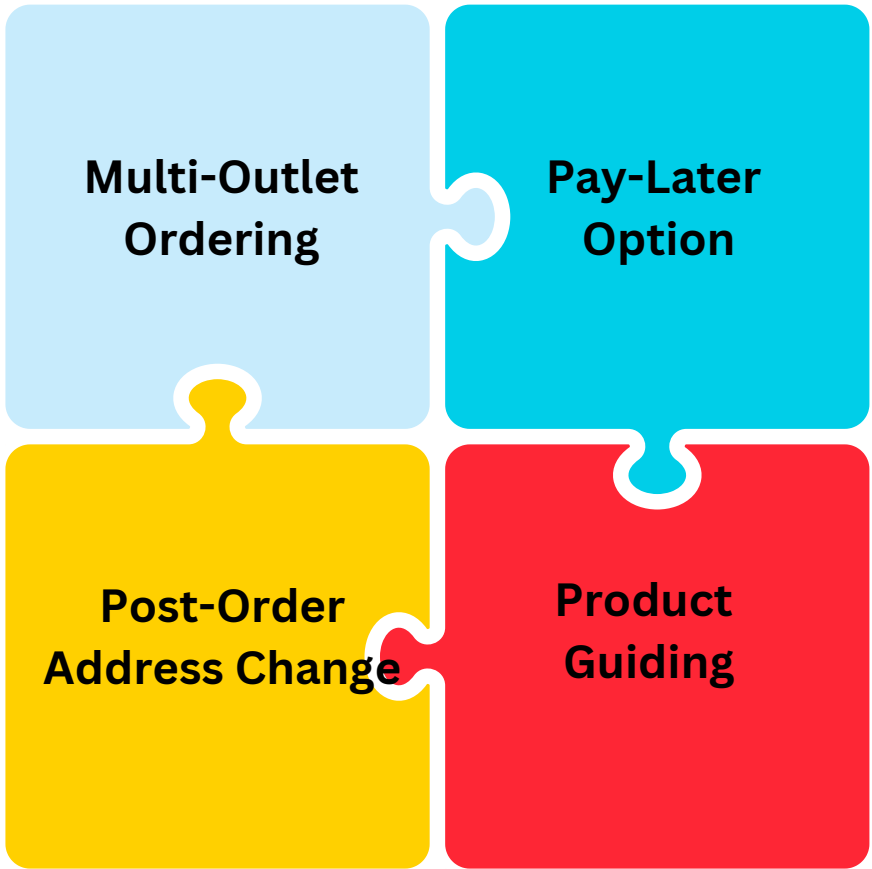 Multi-Outlet
Ordering
Pay-Later
Option
Post-Order
Address Change
Product
Guiding